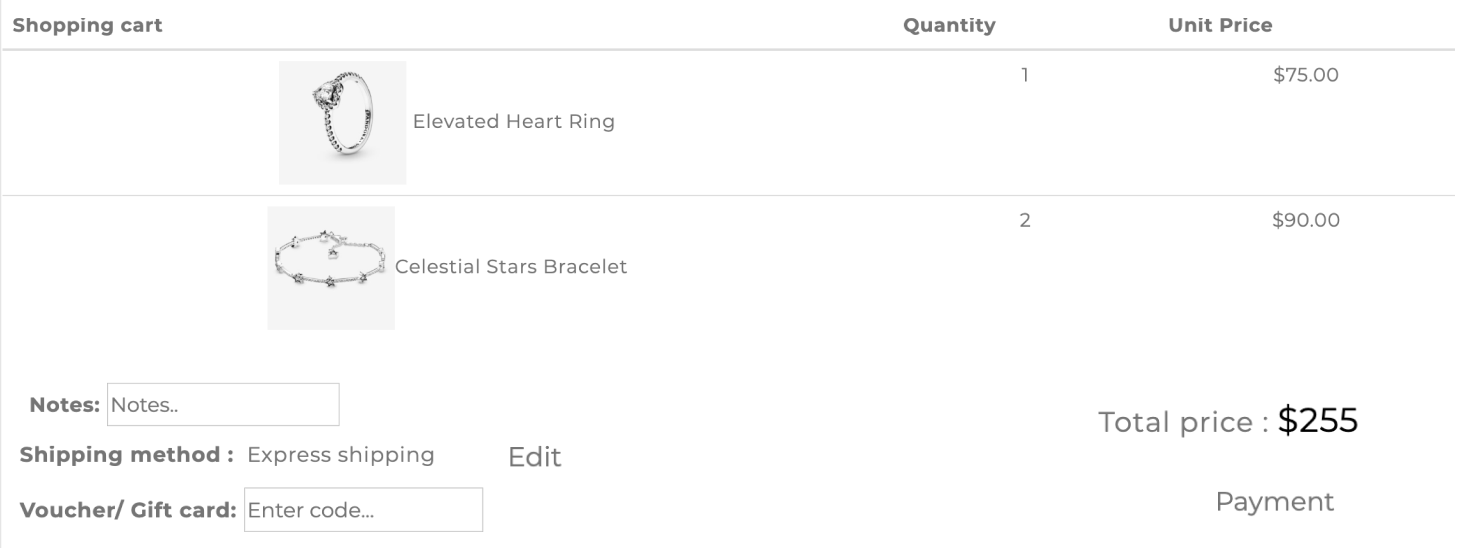 Shopping cart Quantity Unit Price
Elevated Heart Ring 1 $75.00
Celestial Stars Bracelet 2 $90.00
Notes: Notes..
Total price : $255
Shipping method : Express shipping Edit
Voucher/ Gift card: Enter code...
Payment